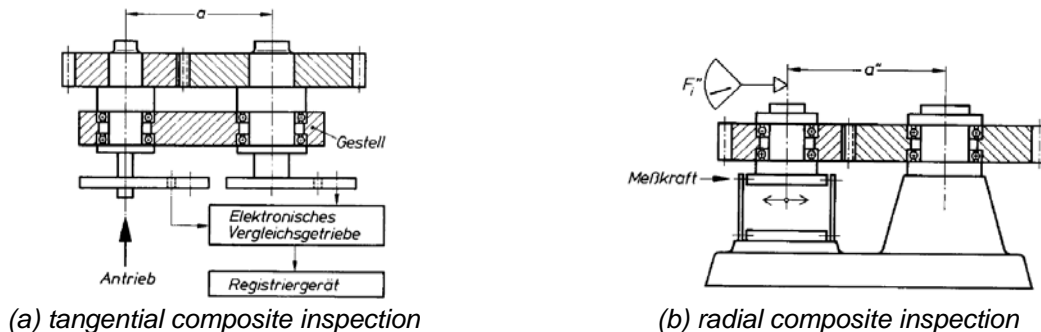 a
Gestell
Elektronisches
Vergleichsgetriebe
Antrieb
Registriergerät
(a) tangential composite inspection
a"
F_i"
Meßkraft
(b) radial composite inspection